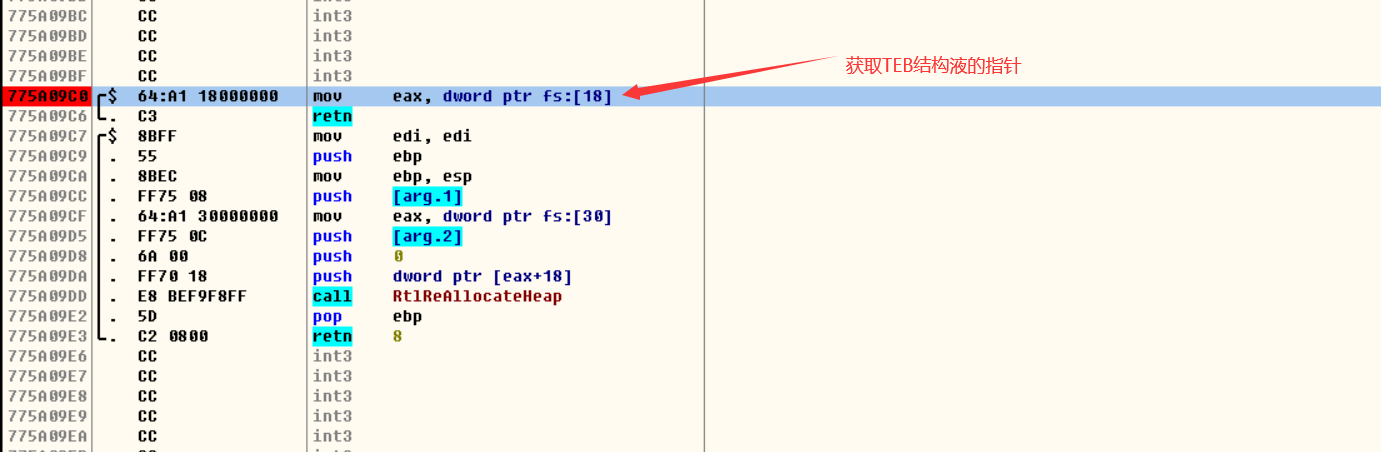 775A09BC CC int3
775A09BD CC int3
775A09BE CC int3
775A09BF CC int3
获取TEB结构液的指针
775A09C0 $ 64:A1 18000000 mov eax, dword ptr fs:[18]
775A09C6 . C3 retn
775A09C7 $ 8BFF mov edi, edi
775A09C9 . 55 push ebp
775A09CA . 8BEC mov ebp, esp
775A09CC . FF75 08 push [arg.1]
775A09CF . 64:A1 30000000 mov eax, dword ptr fs:[30]
775A09D5 . FF75 0C push [arg.2]
775A09D8 . 6A 00 push 0
775A09DA . FF70 18 push dword ptr [eax+18]
775A09DD . E8 BEF9F8FF call RtlReAllocateHeap
775A09E2 . 5D pop ebp
775A09E3 . C2 0800 retn 8
775A09E6 CC int3
775A09E7 CC int3
775A09E8 CC int3
775A09E9 CC int3
775A09EA CC int3